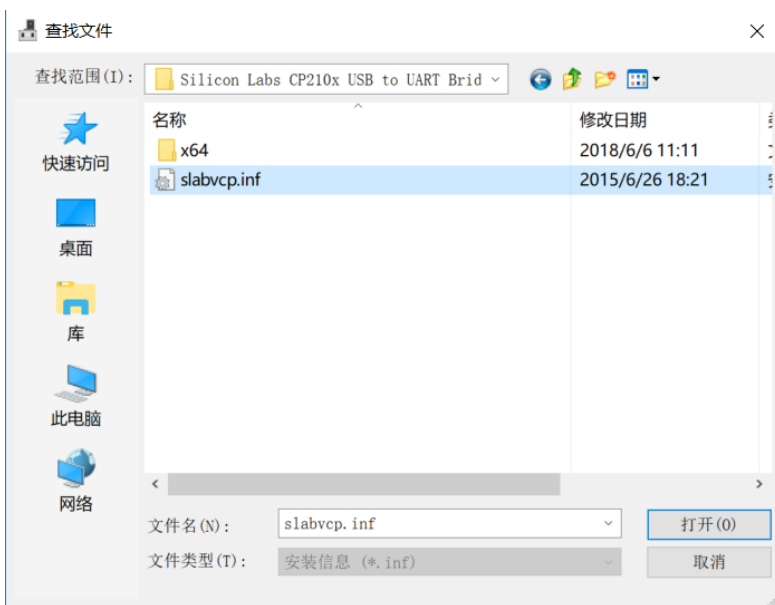 查找文件
查找范围(I):
Silicon Labs CP210x USB to UART Brid
名称
修改日期
x64
2018/6/6 11:11
slabvcp.inf
2015/6/26 18:21
快速访问
桌面
库
此电脑
网络
文件名(N):
slabvcp.inf
打开(O)
文件类型(T):
安装信息 (*.inf)
取消